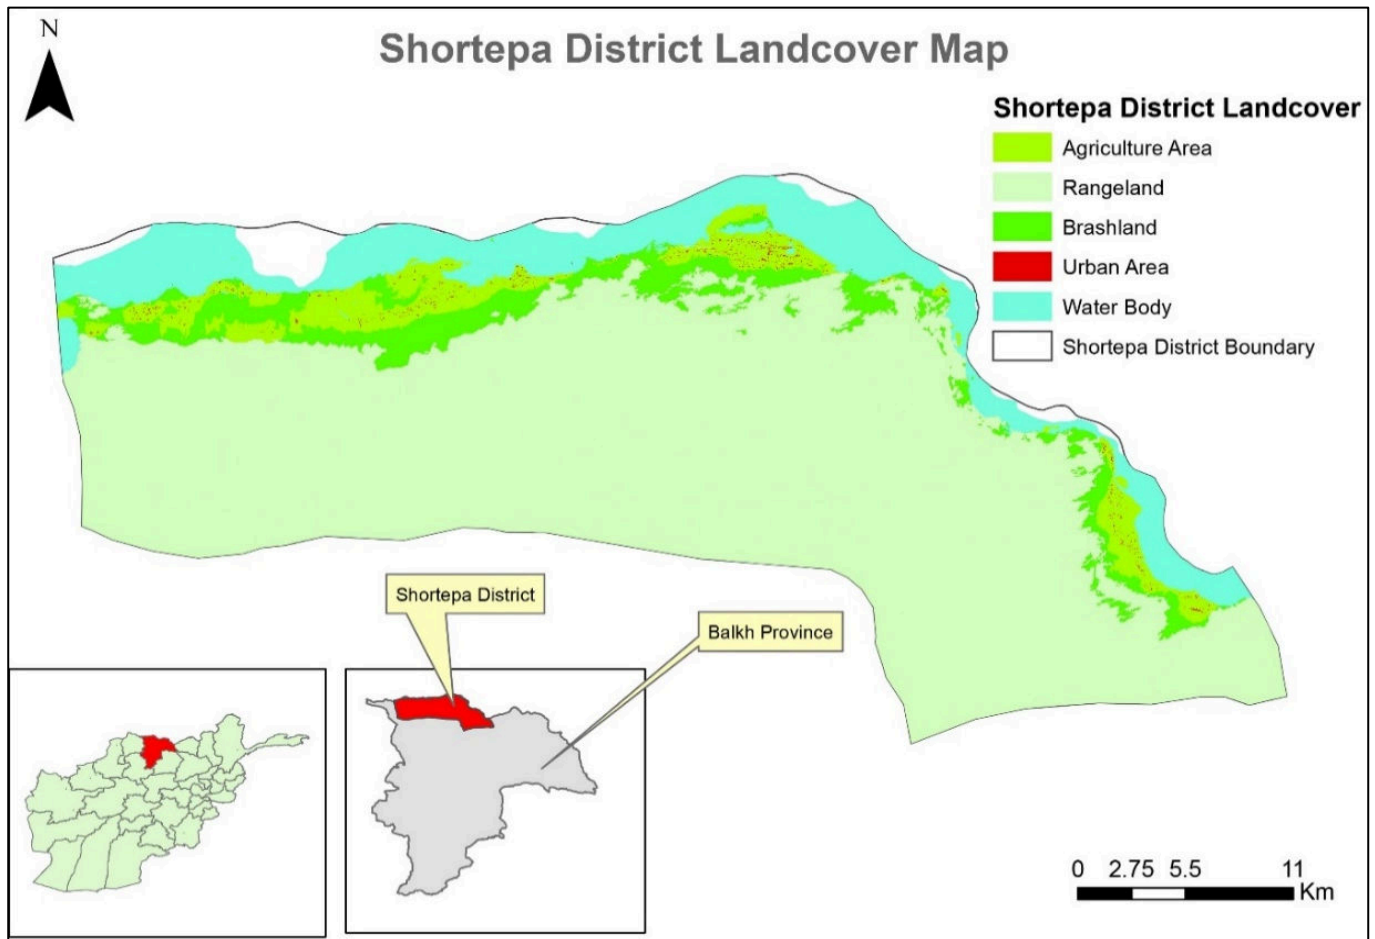 N
Shortepa District Landcover Map
Shortepa District Landcover
Agriculture Area
Rangeland
Brashland
Urban Area
Water Body
Shortepa District Boundary
Shortepa District
Balkh Province
0 2.75 5.5 11
Km